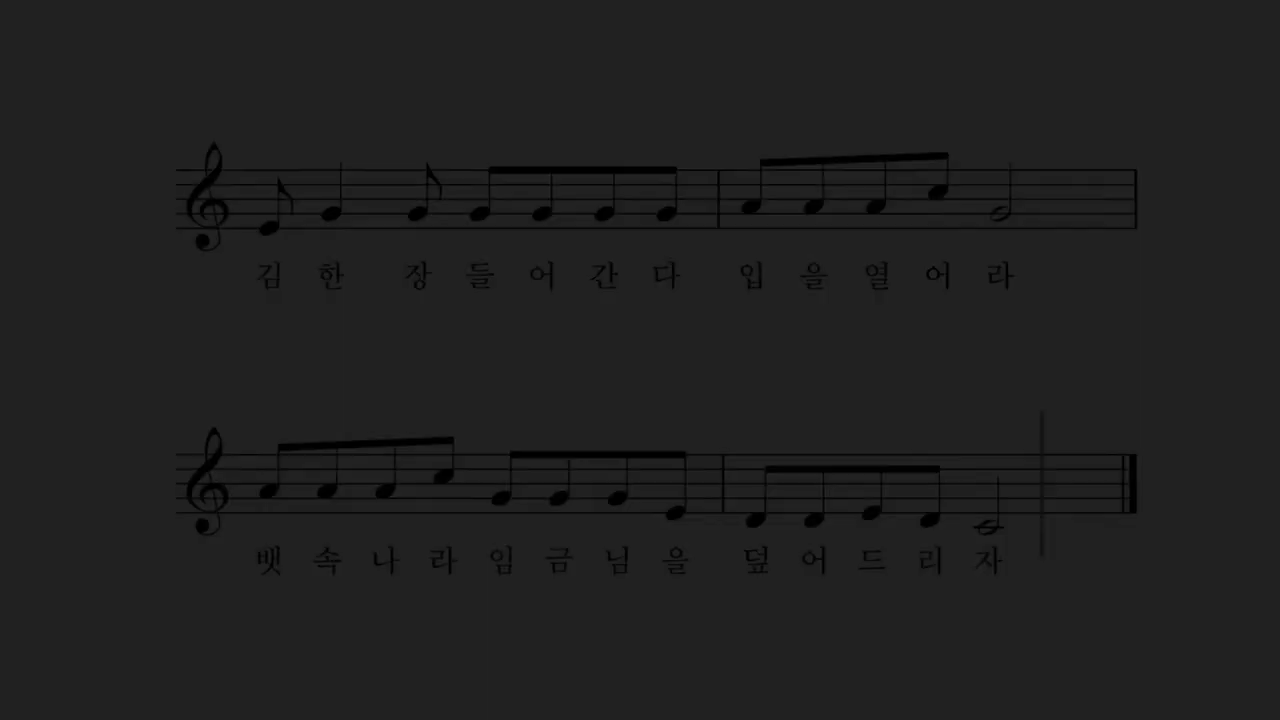 김 한 장 들 어 간 다 입 을 열 어 라
뱃 속 나 라 임 금 님 을 덮 어 드 리 자